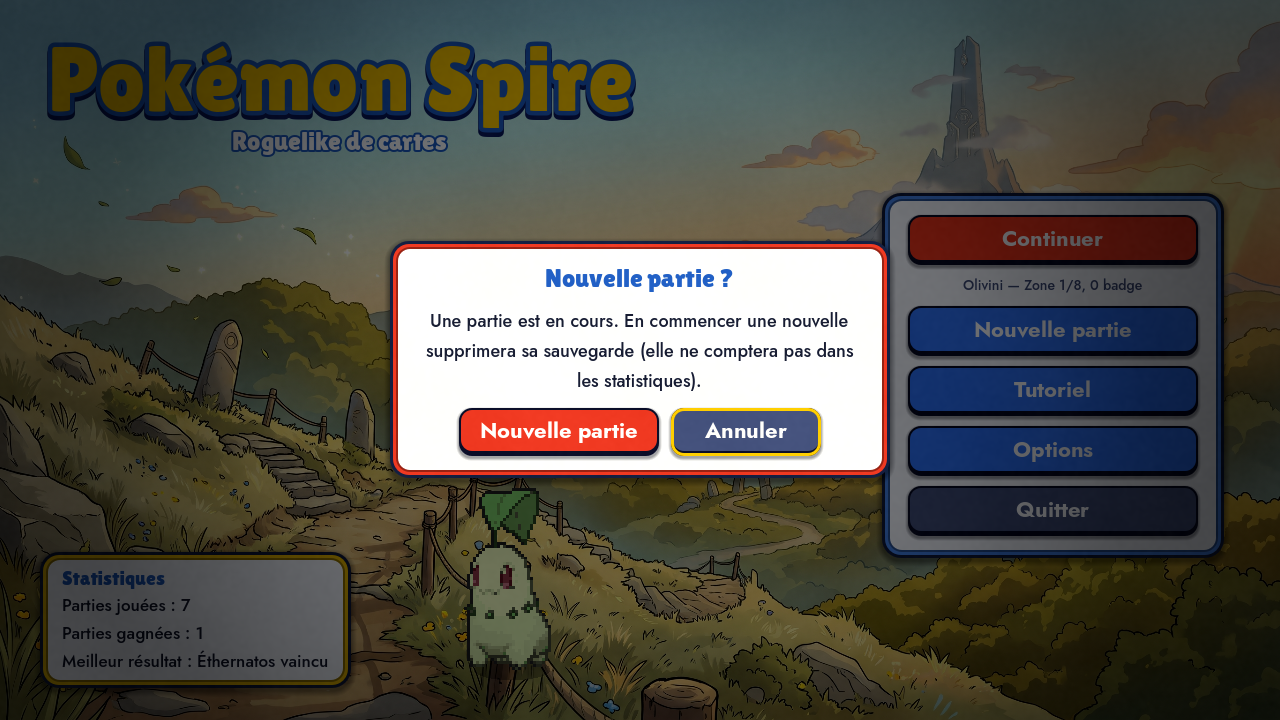 Pokémon Spire
Roguelike de cartes
Nouvelle partie ?
Une partie est en cours. En commencer une nouvelle
supprimera sa sauvegarde (elle ne comptera pas dans
les statistiques).
Nouvelle partie
Annuler
Continuer
Olivini — Zone 1/8, 0 badge
Nouvelle partie
Tutoriel
Options
Quitter
Statistiques
Parties jouées : 7
Parties gagnées : 1
Meilleur résultat : Éthernatos vaincu